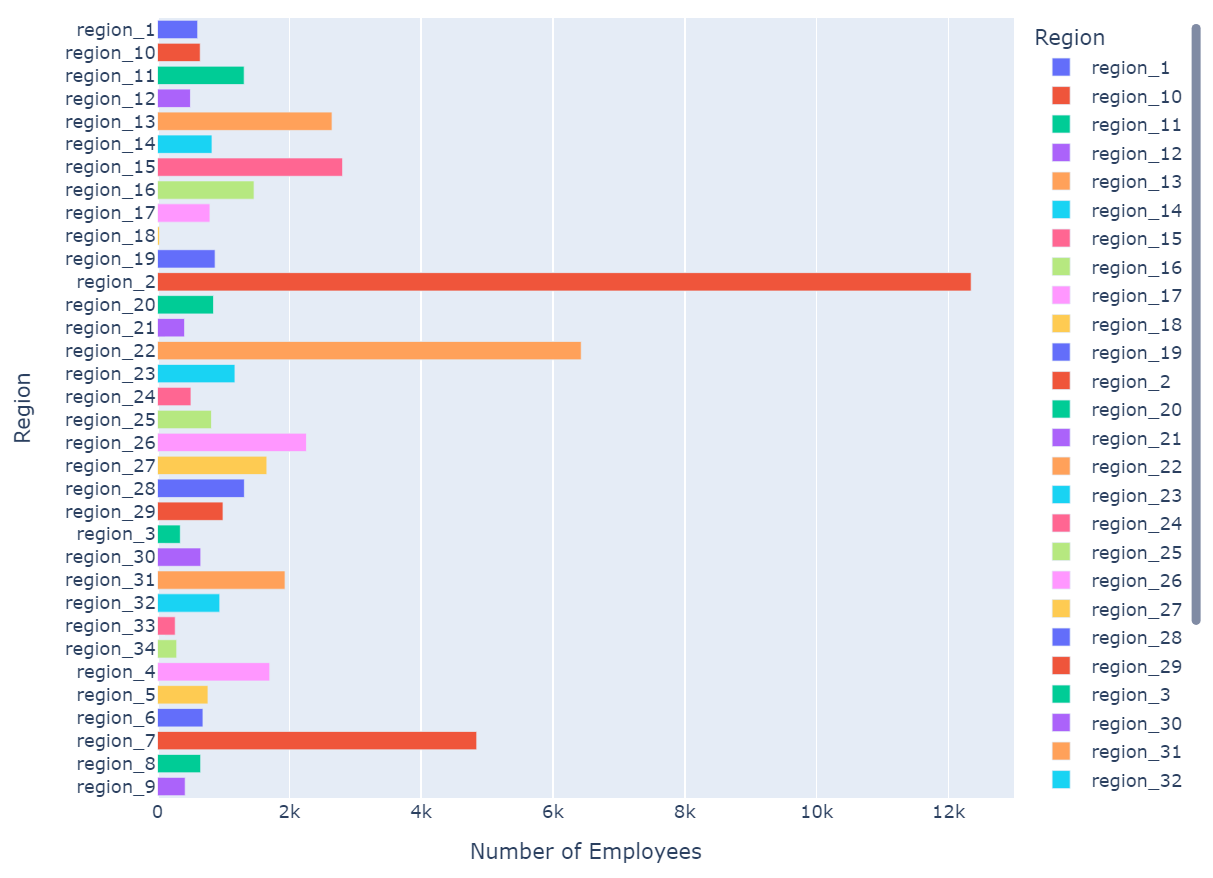 region_1
region_10
region_11
region_12
region_13
region_14
region_15
region_16
region_17
region_18
region_19
region_2
region_20
region_21
region_22
region_23
region_24
region_25
region_26
region_27
region_28
region_29
region_3
region_30
region_31
region_32
region_33
region_34
region_4
region_5
region_6
region_7
region_8
region_9
Region
0 2k 4k 6k 8k 10k 12k
Number of Employees
Region
region_1
region_10
region_11
region_12
region_13
region_14
region_15
region_16
region_17
region_18
region_19
region_2
region_20
region_21
region_22
region_23
region_24
region_25
region_26
region_27
region_28
region_29
region_3
region_30
region_31
region_32